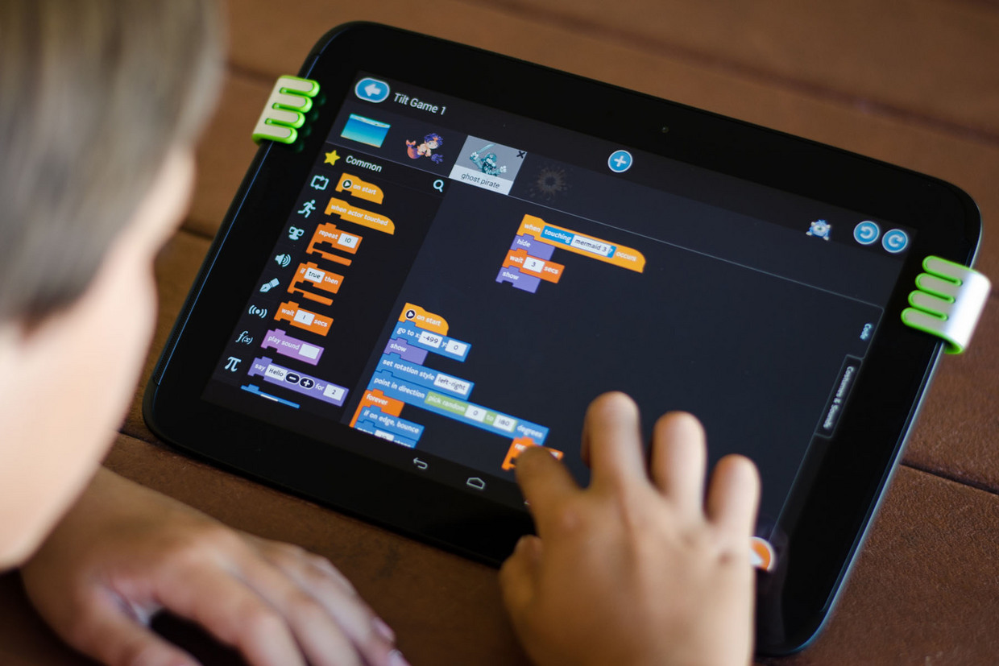 Tilt Game 1
ghost pirate
Common
on start
when actor touched
repeat 10
if true then
wait 1 secs
play sound
say Hello for 2
f(x)
π
when touching mermaid 3 ? occurs
hide
wait 3 secs
show
on start
go to x: -499 y: 0
show
set rotation style left-right
point in direction pick random 0 to 180 degrees
forever
if on edge, bounce
Code
Costumes & Sounds